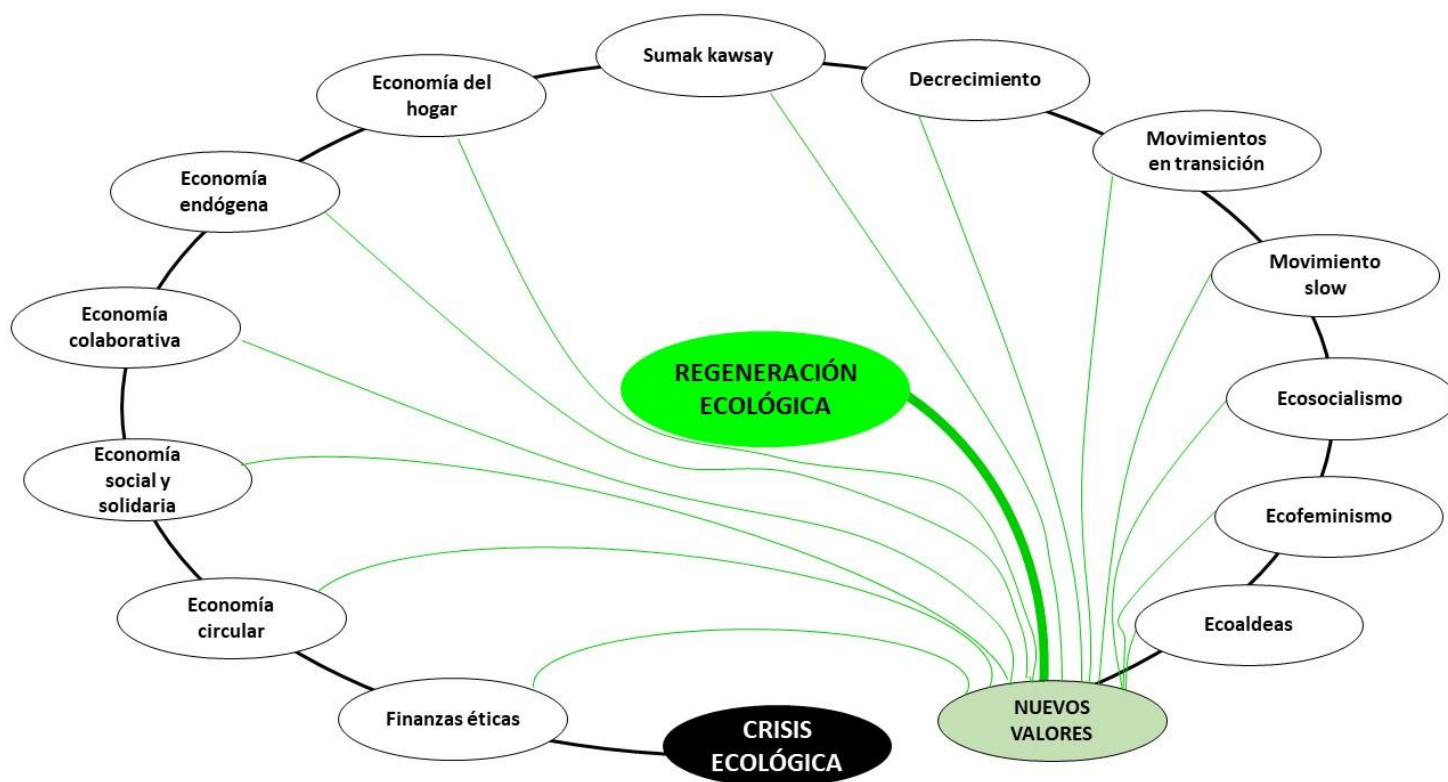 Sumak kawsay
Decrecimiento
Economía del
hogar
Movimientos
en transición
Economía
endógena
Movimiento
slow
Economía
colaborativa
REGENERACIÓN
ECOLÓGICA
Ecosocialismo
Economía
social y
solidaria
Ecofeminismo
Economía
circular
Ecoaldeas
Finanzas éticas
CRISIS
ECOLÓGICA
NUEVOS
VALORES